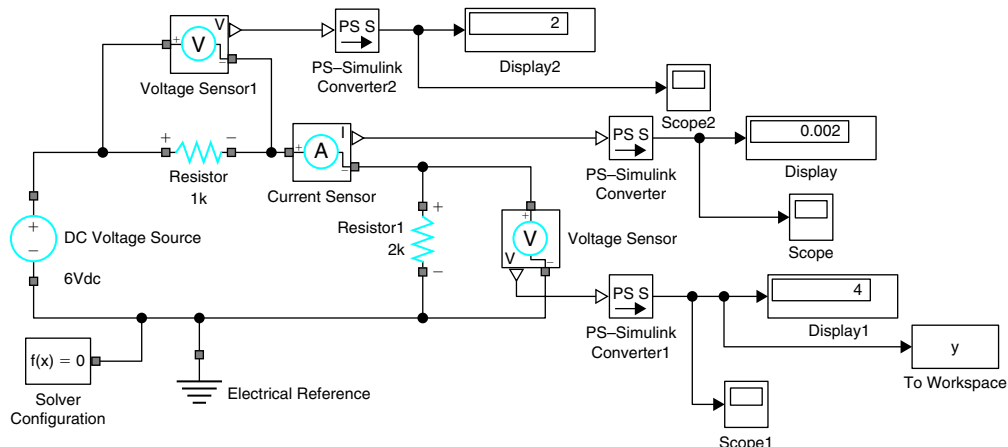 V
PS S
2
+ V −
PS–Simulink
Converter2
Display2
Voltage Sensor1
Scope2
I
PS S
0.002
+ −
+ A −
Resistor
1k
Current Sensor
PS–Simulink
Converter
Display
+
+
Resistor1
2k
V
Voltage Sensor
Scope
+
−
DC Voltage Source
V −
−
6Vdc
PS S
4
PS–Simulink
Converter1
Display1
f(x) = 0
y
Solver
Configuration
Electrical Reference
To Workspace
Scope1